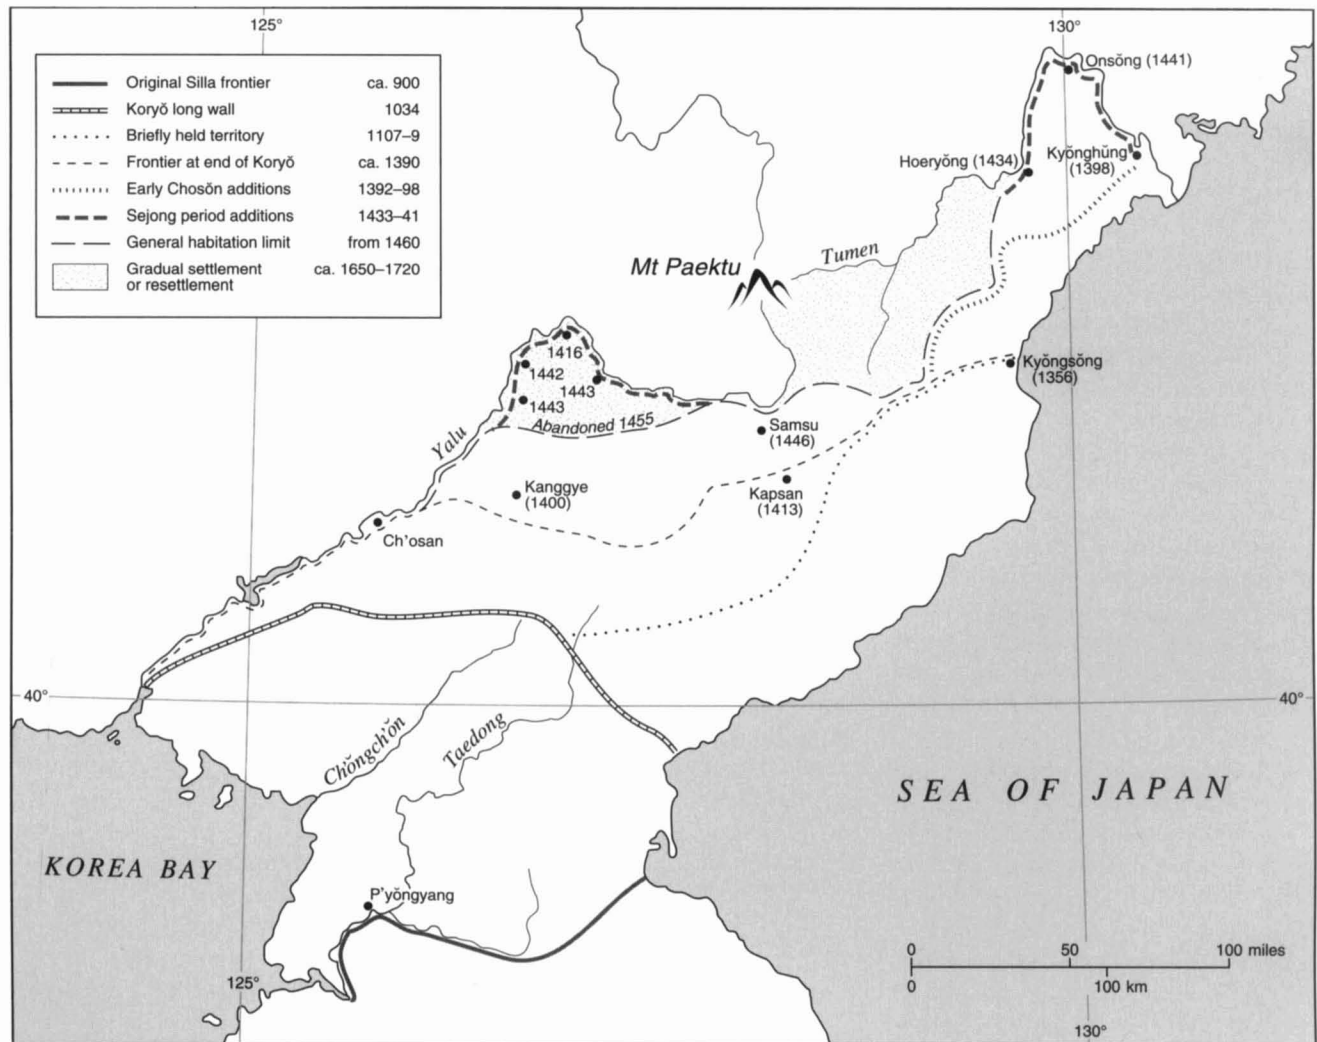 125°
130°
Original Silla frontier ca. 900
Koryŏ long wall 1034
Briefly held territory 1107–9
Frontier at end of Koryŏ ca. 1390
Early Chosŏn additions 1392–98
Sejong period additions 1433–41
General habitation limit from 1460
Gradual settlement ca. 1650–1720
or resettlement
Onsŏng (1441)
Hoeryŏng (1434)
Kyŏnghŭng
(1398)
Tumen
Mt Paektu
1416
1442
1443
1443
Abandoned 1455
Kyŏngsŏng
(1356)
Yalu
Samsu
(1446)
Kanggye
(1400)
Kapsan
(1413)
Ch'osan
40°
40°
Chŏngch'ŏn
Taedong
SEA OF JAPAN
KOREA BAY
P'yŏngyang
0 50 100 miles
0 100 km
125°
130°